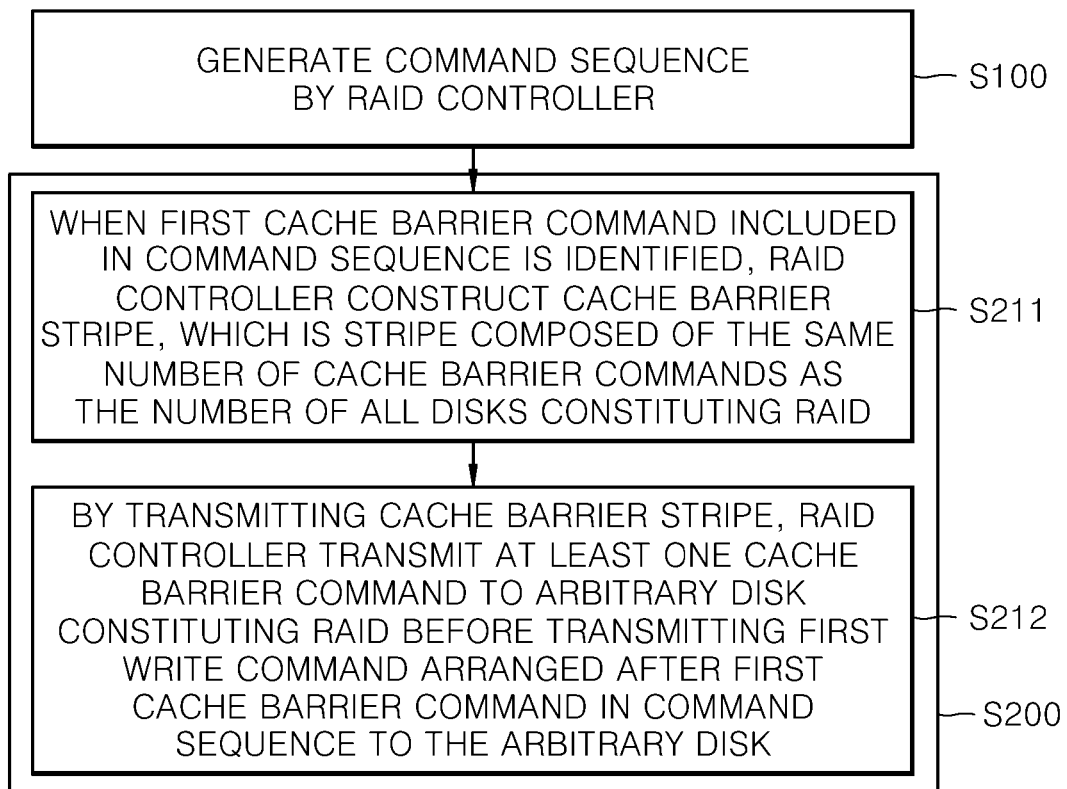 GENERATE COMMAND SEQUENCE
BY RAID CONTROLLER
S100
WHEN FIRST CACHE BARRIER COMMAND INCLUDED
IN COMMAND SEQUENCE IS IDENTIFIED, RAID
CONTROLLER CONSTRUCT CACHE BARRIER
STRIPE, WHICH IS STRIPE COMPOSED OF THE SAME
NUMBER OF CACHE BARRIER COMMANDS AS
THE NUMBER OF ALL DISKS CONSTITUTING RAID
S211
BY TRANSMITTING CACHE BARRIER STRIPE, RAID
CONTROLLER TRANSMIT AT LEAST ONE CACHE
BARRIER COMMAND TO ARBITRARY DISK
CONSTITUTING RAID BEFORE TRANSMITTING FIRST
WRITE COMMAND ARRANGED AFTER FIRST
CACHE BARRIER COMMAND IN COMMAND
SEQUENCE TO THE ARBITRARY DISK
S212
S200